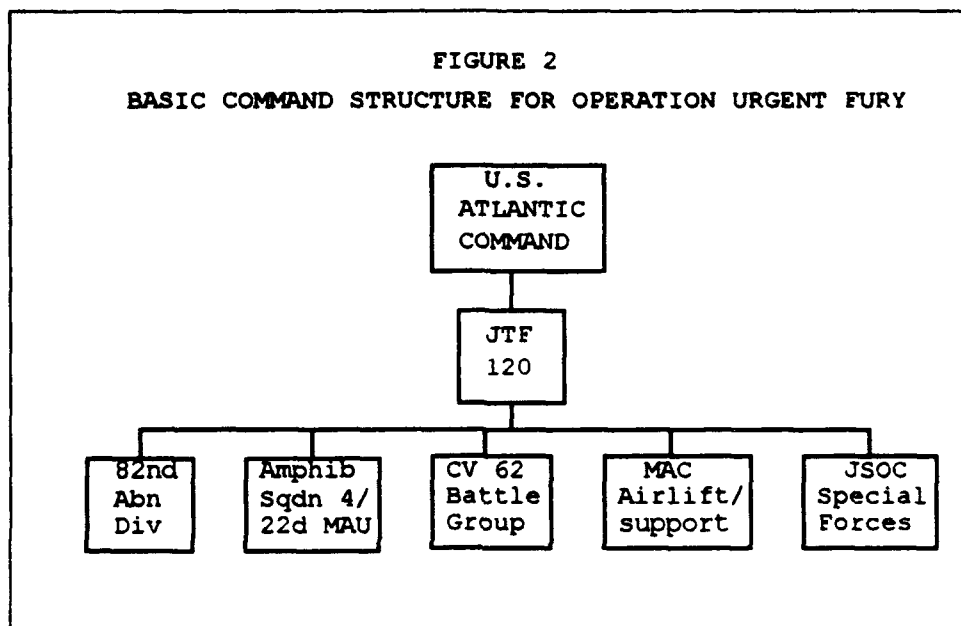 FIGURE 2
BASIC COMMAND STRUCTURE FOR OPERATION URGENT FURY
U.S.
ATLANTIC
COMMAND
JTF
120
82nd
Abn
Div
Amphib
Sqdn 4/
22d MAU
CV 62
Battle
Group
MAC
Airlift/
support
JSOC
Special
Forces